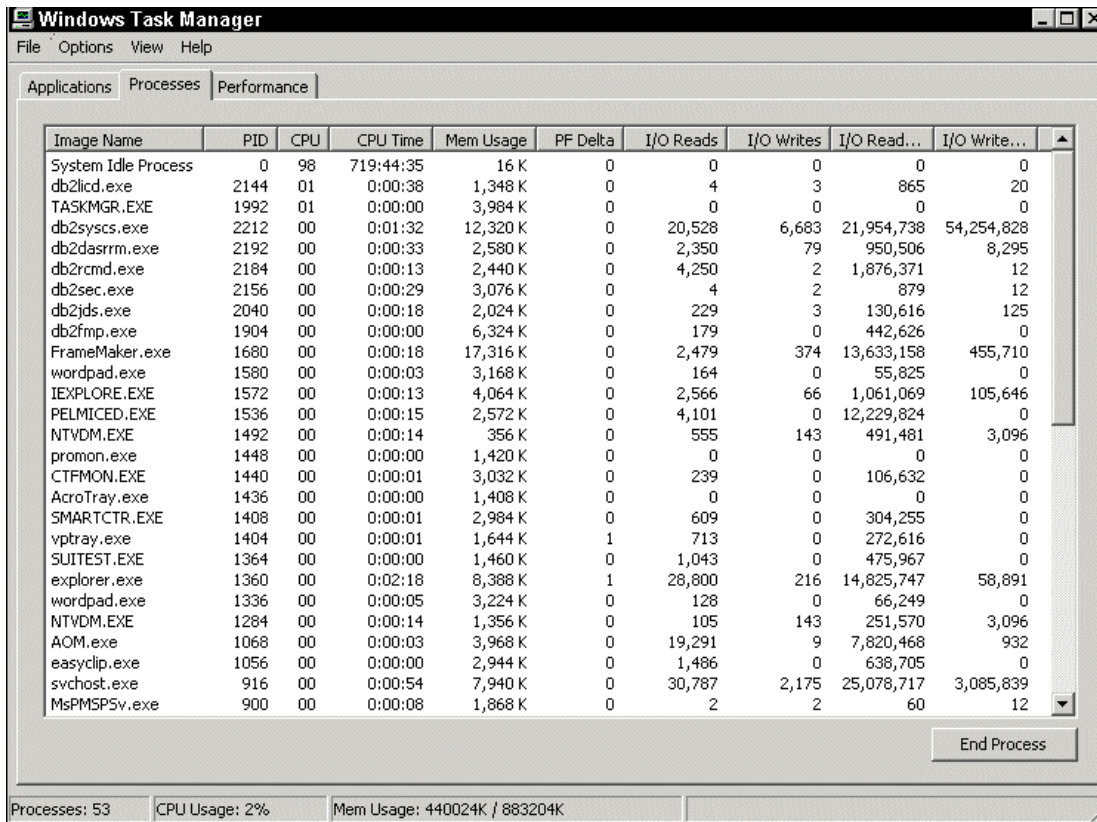 Windows Task Manager
File Options View Help
Applications Processes Performance
Image Name PID CPU CPU Time Mem Usage PF Delta I/O Reads I/O Writes I/O Read... I/O Write...
System Idle Process 0 98 719:44:35 16 K 0 0 0 0 0
db2licd.exe 2144 01 0:00:38 1,348 K 0 4 3 865 20
TASKMGR.EXE 1992 01 0:00:00 3,984 K 0 0 0 0 0
db2syscs.exe 2212 00 0:01:32 12,320 K 0 20,528 6,683 21,954,738 54,254,828
db2dasrrm.exe 2192 00 0:00:33 2,580 K 0 2,350 79 950,506 8,295
db2rcmd.exe 2184 00 0:00:13 2,440 K 0 4,250 2 1,876,371 12
db2sec.exe 2156 00 0:00:29 3,076 K 0 4 2 879 12
db2jds.exe 2040 00 0:00:18 2,024 K 0 229 3 130,616 125
db2fmp.exe 1904 00 0:00:00 6,324 K 0 179 0 442,626 0
FrameMaker.exe 1680 00 0:00:18 17,316 K 0 2,479 374 13,633,158 455,710
wordpad.exe 1580 00 0:00:03 3,168 K 0 164 0 55,825 0
IEXPLORE.EXE 1572 00 0:00:13 4,064 K 0 2,566 66 1,061,069 105,646
PELMICED.EXE 1536 00 0:00:15 2,572 K 0 4,101 0 12,229,824 0
NTVDM.EXE 1492 00 0:00:14 356 K 0 555 143 491,481 3,096
promon.exe 1448 00 0:00:00 1,420 K 0 0 0 0 0
CTFMON.EXE 1440 00 0:00:01 3,032 K 0 239 0 106,632 0
AcroTray.exe 1436 00 0:00:00 1,408 K 0 0 0 0 0
SMARTCTR.EXE 1408 00 0:00:01 2,984 K 0 609 0 304,255 0
vptray.exe 1404 00 0:00:01 1,644 K 1 713 0 272,616 0
SUITEST.EXE 1364 00 0:00:00 1,460 K 0 1,043 0 475,967 0
explorer.exe 1360 00 0:02:18 8,388 K 1 28,800 216 14,825,747 58,891
wordpad.exe 1336 00 0:00:05 3,224 K 0 128 0 66,249 0
NTVDM.EXE 1284 00 0:00:14 1,356 K 0 105 143 251,570 3,096
AOM.exe 1068 00 0:00:03 3,968 K 0 19,291 9 7,820,468 932
easyclip.exe 1056 00 0:00:00 2,944 K 0 1,486 0 638,705 0
svchost.exe 916 00 0:00:54 7,940 K 0 30,787 2,175 25,078,717 3,085,839
MsPMSPSv.exe 900 00 0:00:08 1,868 K 0 2 2 60 12
End Process
Processes: 53 CPU Usage: 2% Mem Usage: 440024K / 883204K